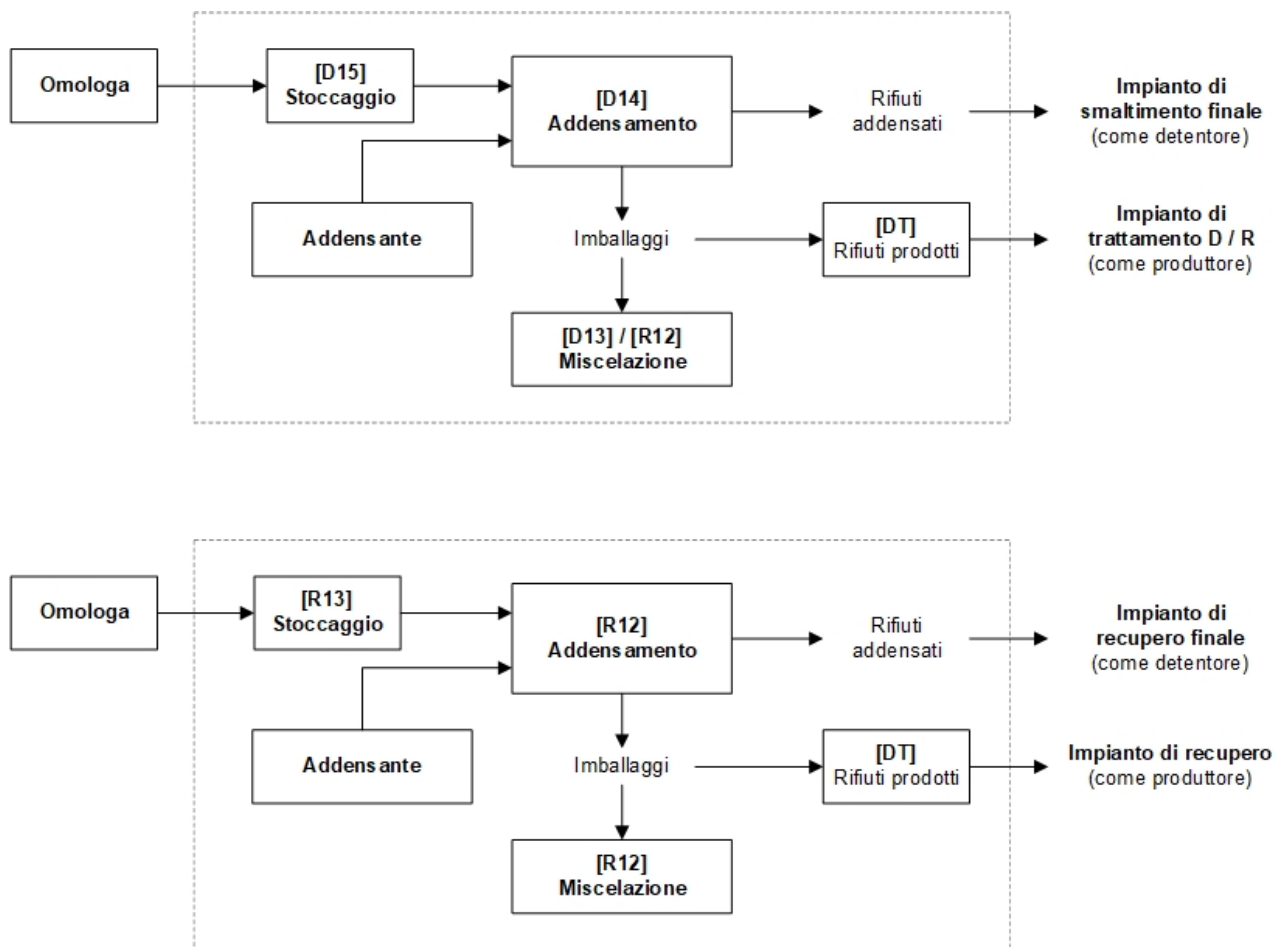 Omologa
[D15]
Stoccaggio
[D14]
Addensamento
Rifiuti
addensati
Impianto di
smaltimento finale
(come detentore)
Addensante
Imballaggi
[DT]
Rifiuti prodotti
Impianto di
trattamento D / R
(come produttore)
[D13] / [R12]
Miscelazione
Omologa
[R13]
Stoccaggio
[R12]
Addensamento
Rifiuti
addensati
Impianto di
recupero finale
(come detentore)
Addensante
Imballaggi
[DT]
Rifiuti prodotti
Impianto di recupero
(come produttore)
[R12]
Miscelazione